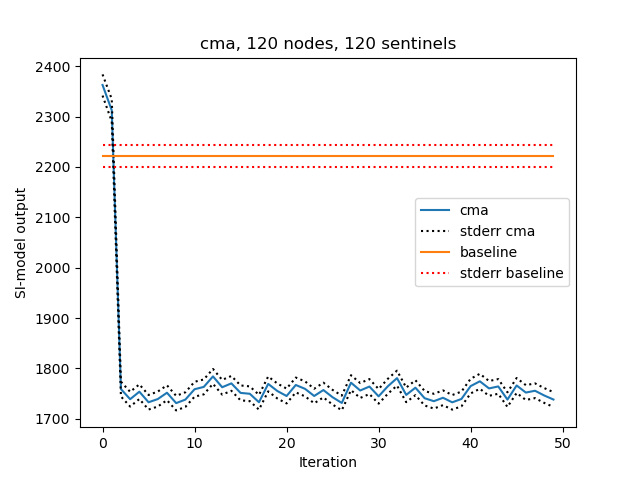 cma, 120 nodes, 120 sentinels
2400
2300
2200
2100
2000
1900
1800
1700
SI-model output
cma
stderr cma
baseline
stderr baseline
0
10
20
30
40
50
Iteration